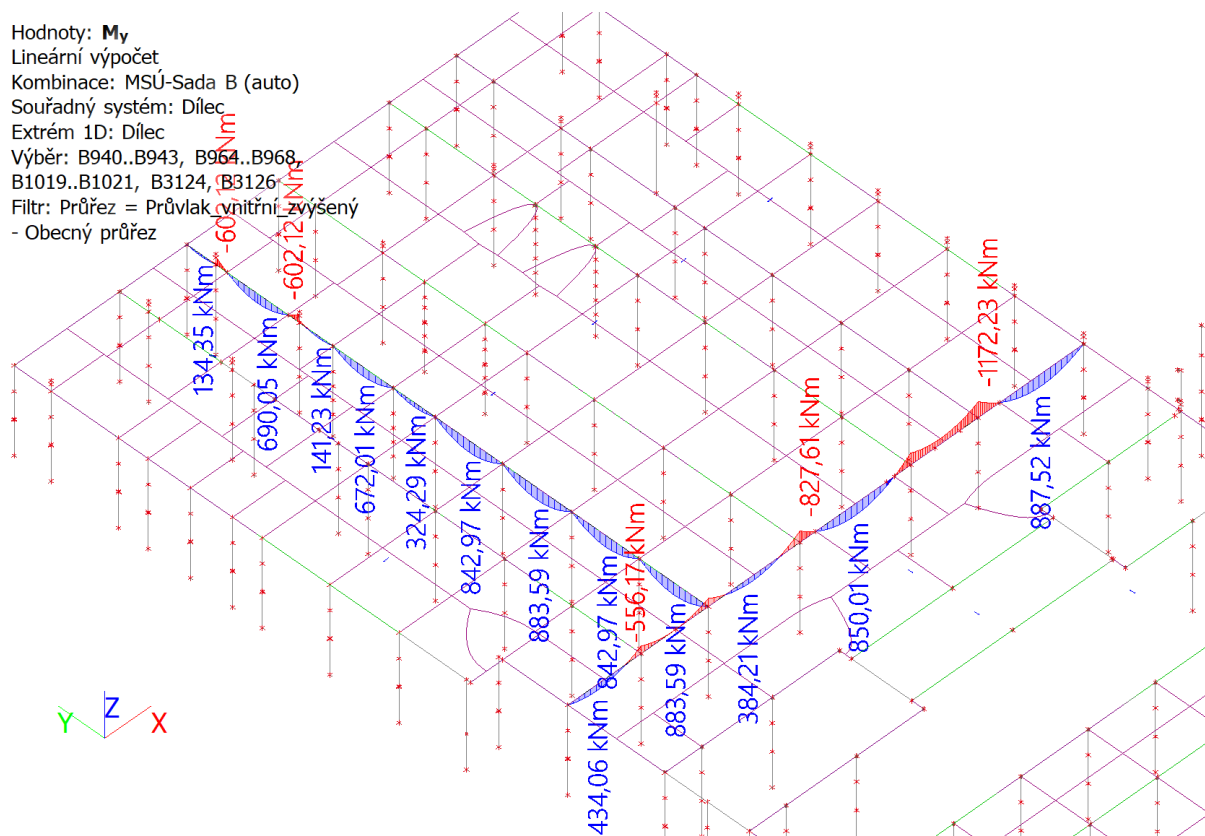 Hodnoty: My
Lineární výpočet
Kombinace: MSÚ-Sada B (auto)
Souřadný systém: Dílec
Extrém 1D: Dílec
Výběr: B940..B943, B964..B968,
B1019..B1021, B3124, B3126
Filtr: Průřez = Průvlak_vnitřní_zvýšený
- Obecný průřez
-602,12 kNm
-602,12 kNm
134,35 kNm
690,05 kNm
141,23 kNm
672,01 kNm
324,29 kNm
842,97 kNm
883,59 kNm
842,97 kNm
883,59 kNm
-556,17 kNm
434,06 kNm
384,21 kNm
-827,61 kNm
850,01 kNm
-1172,23 kNm
887,52 kNm
Y Z X